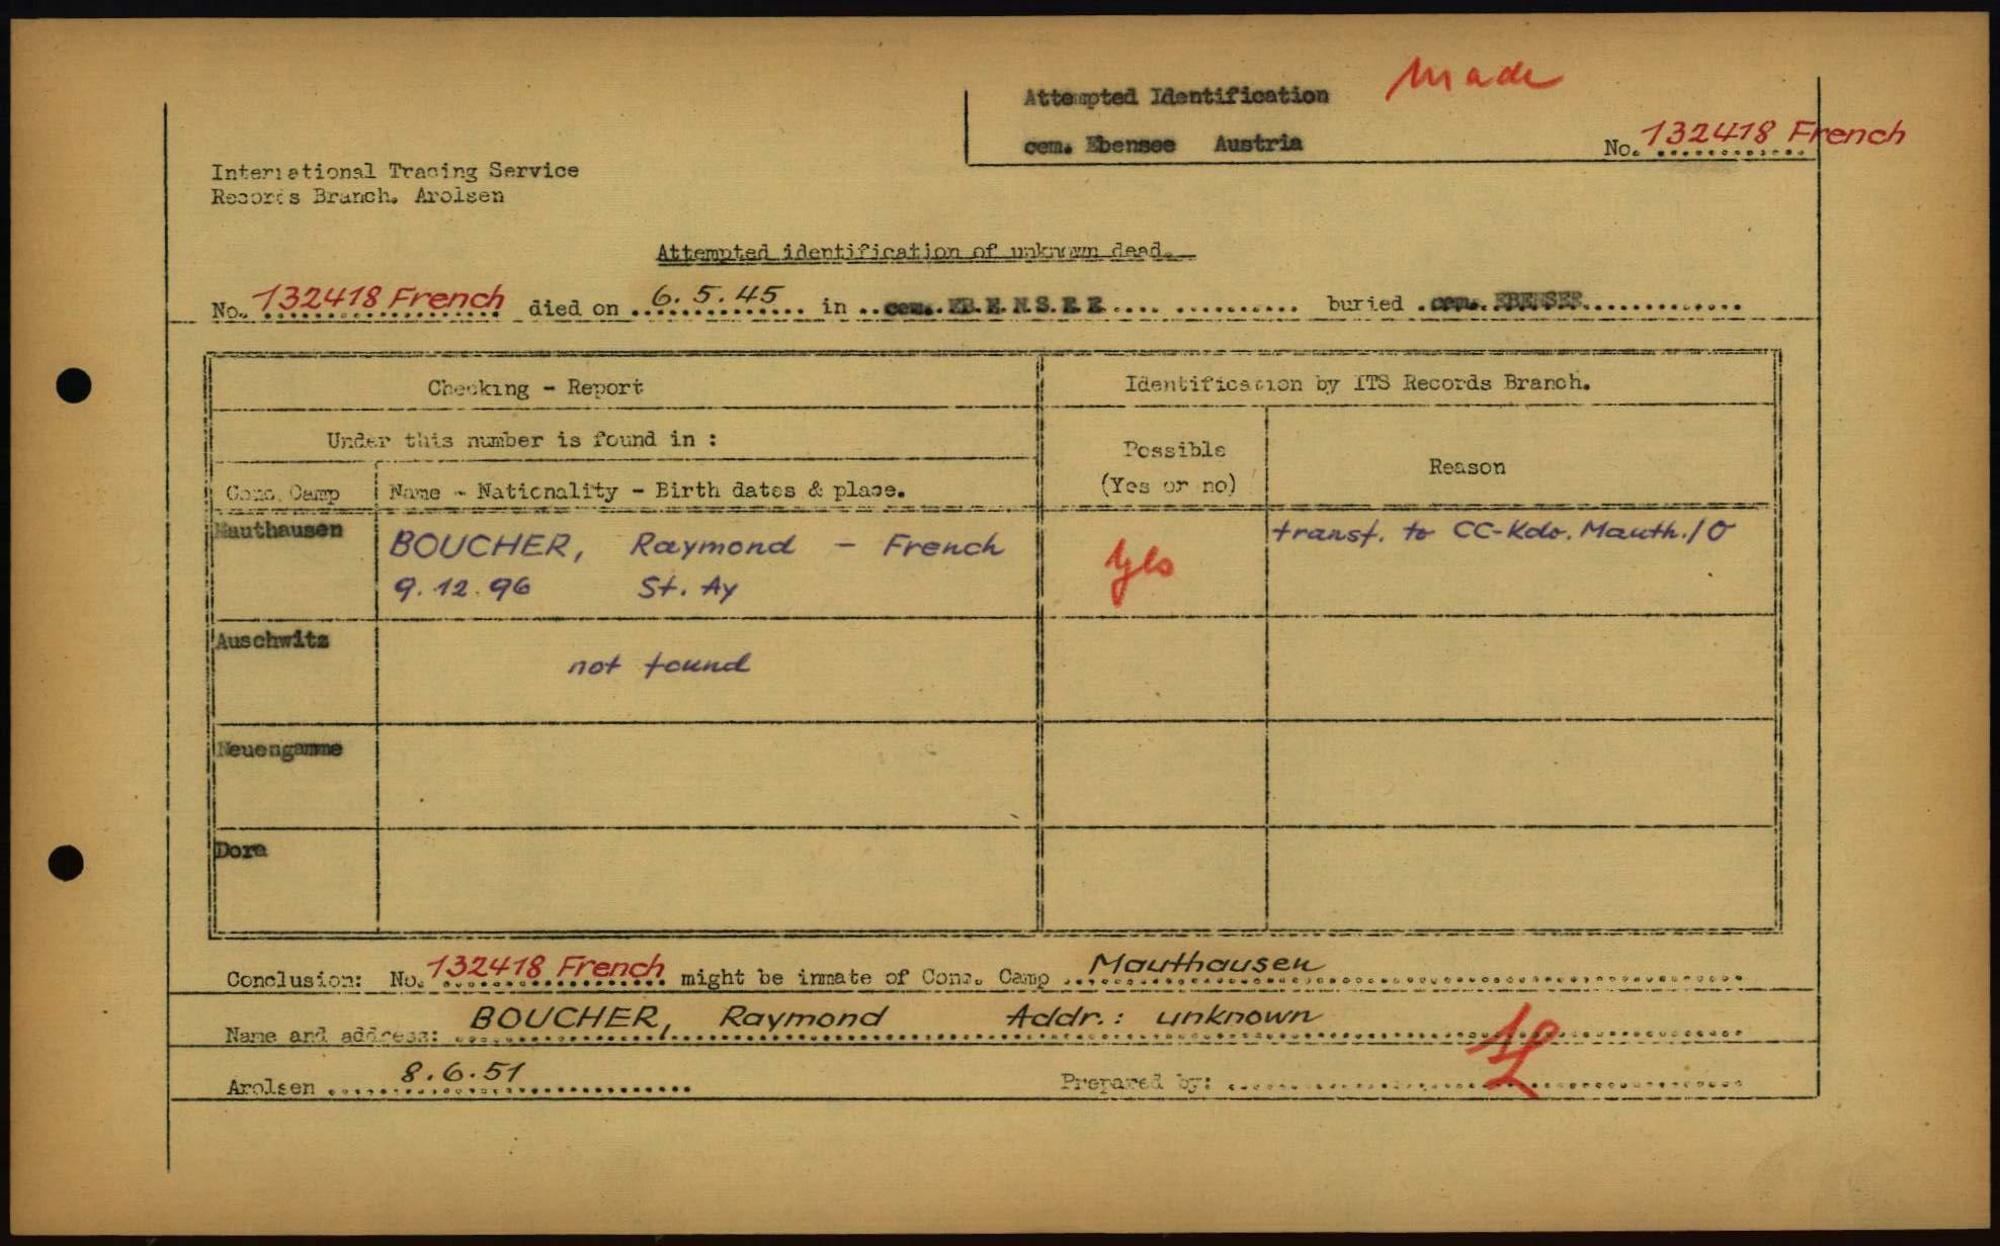 Attempted Identification made
cem. Ebensee Austria No. 132418 French
International Tracing Service
Records Branch. Arolsen
Attempted identification of unknown dead.
No. 132418 French died on 6.5.45 in cem. EBENSEE buried cem. EBENSEE
Checking - Report
Identification by ITS Records Branch.
Under this number is found in :
Possible
(Yes or no)
Reason
Conc. Camp
Name - Nationality - Birth dates & place.
Mauthausen
BOUCHER, Raymond - French
9.12.96 St. Ay
yes
transf. to CC-Kdo. Mauth./O
Auschwitz
not found
Neuengamme
Dora
Conclusion: No. 132418 French might be inmate of Conc. Camp Mauthausen
Name and address: BOUCHER, Raymond Addr.: unknown
Arolsen 8.6.51 Prepared by: